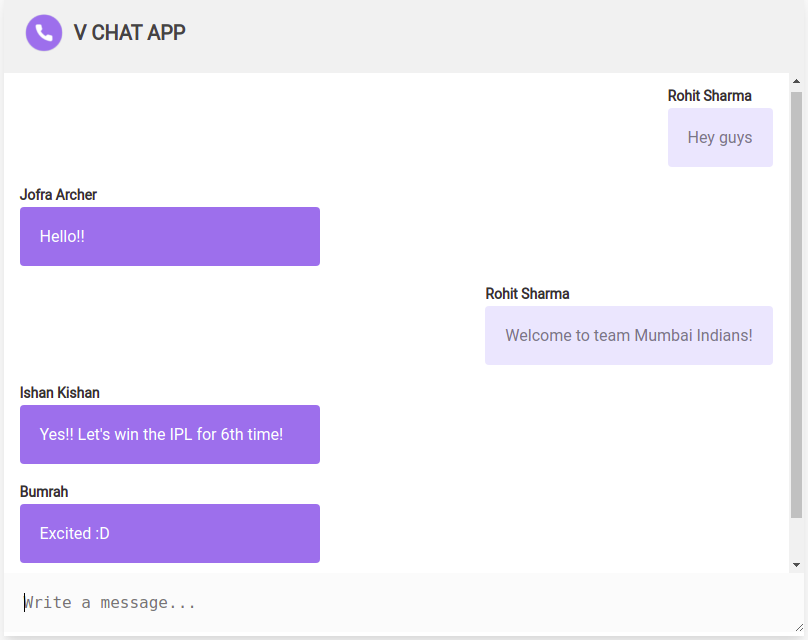 V CHAT APP
Rohit Sharma
Hey guys
Jofra Archer
Hello!!
Rohit Sharma
Welcome to team Mumbai Indians!
Ishan Kishan
Yes!! Let's win the IPL for 6th time!
Bumrah
Excited :D
Write a message...